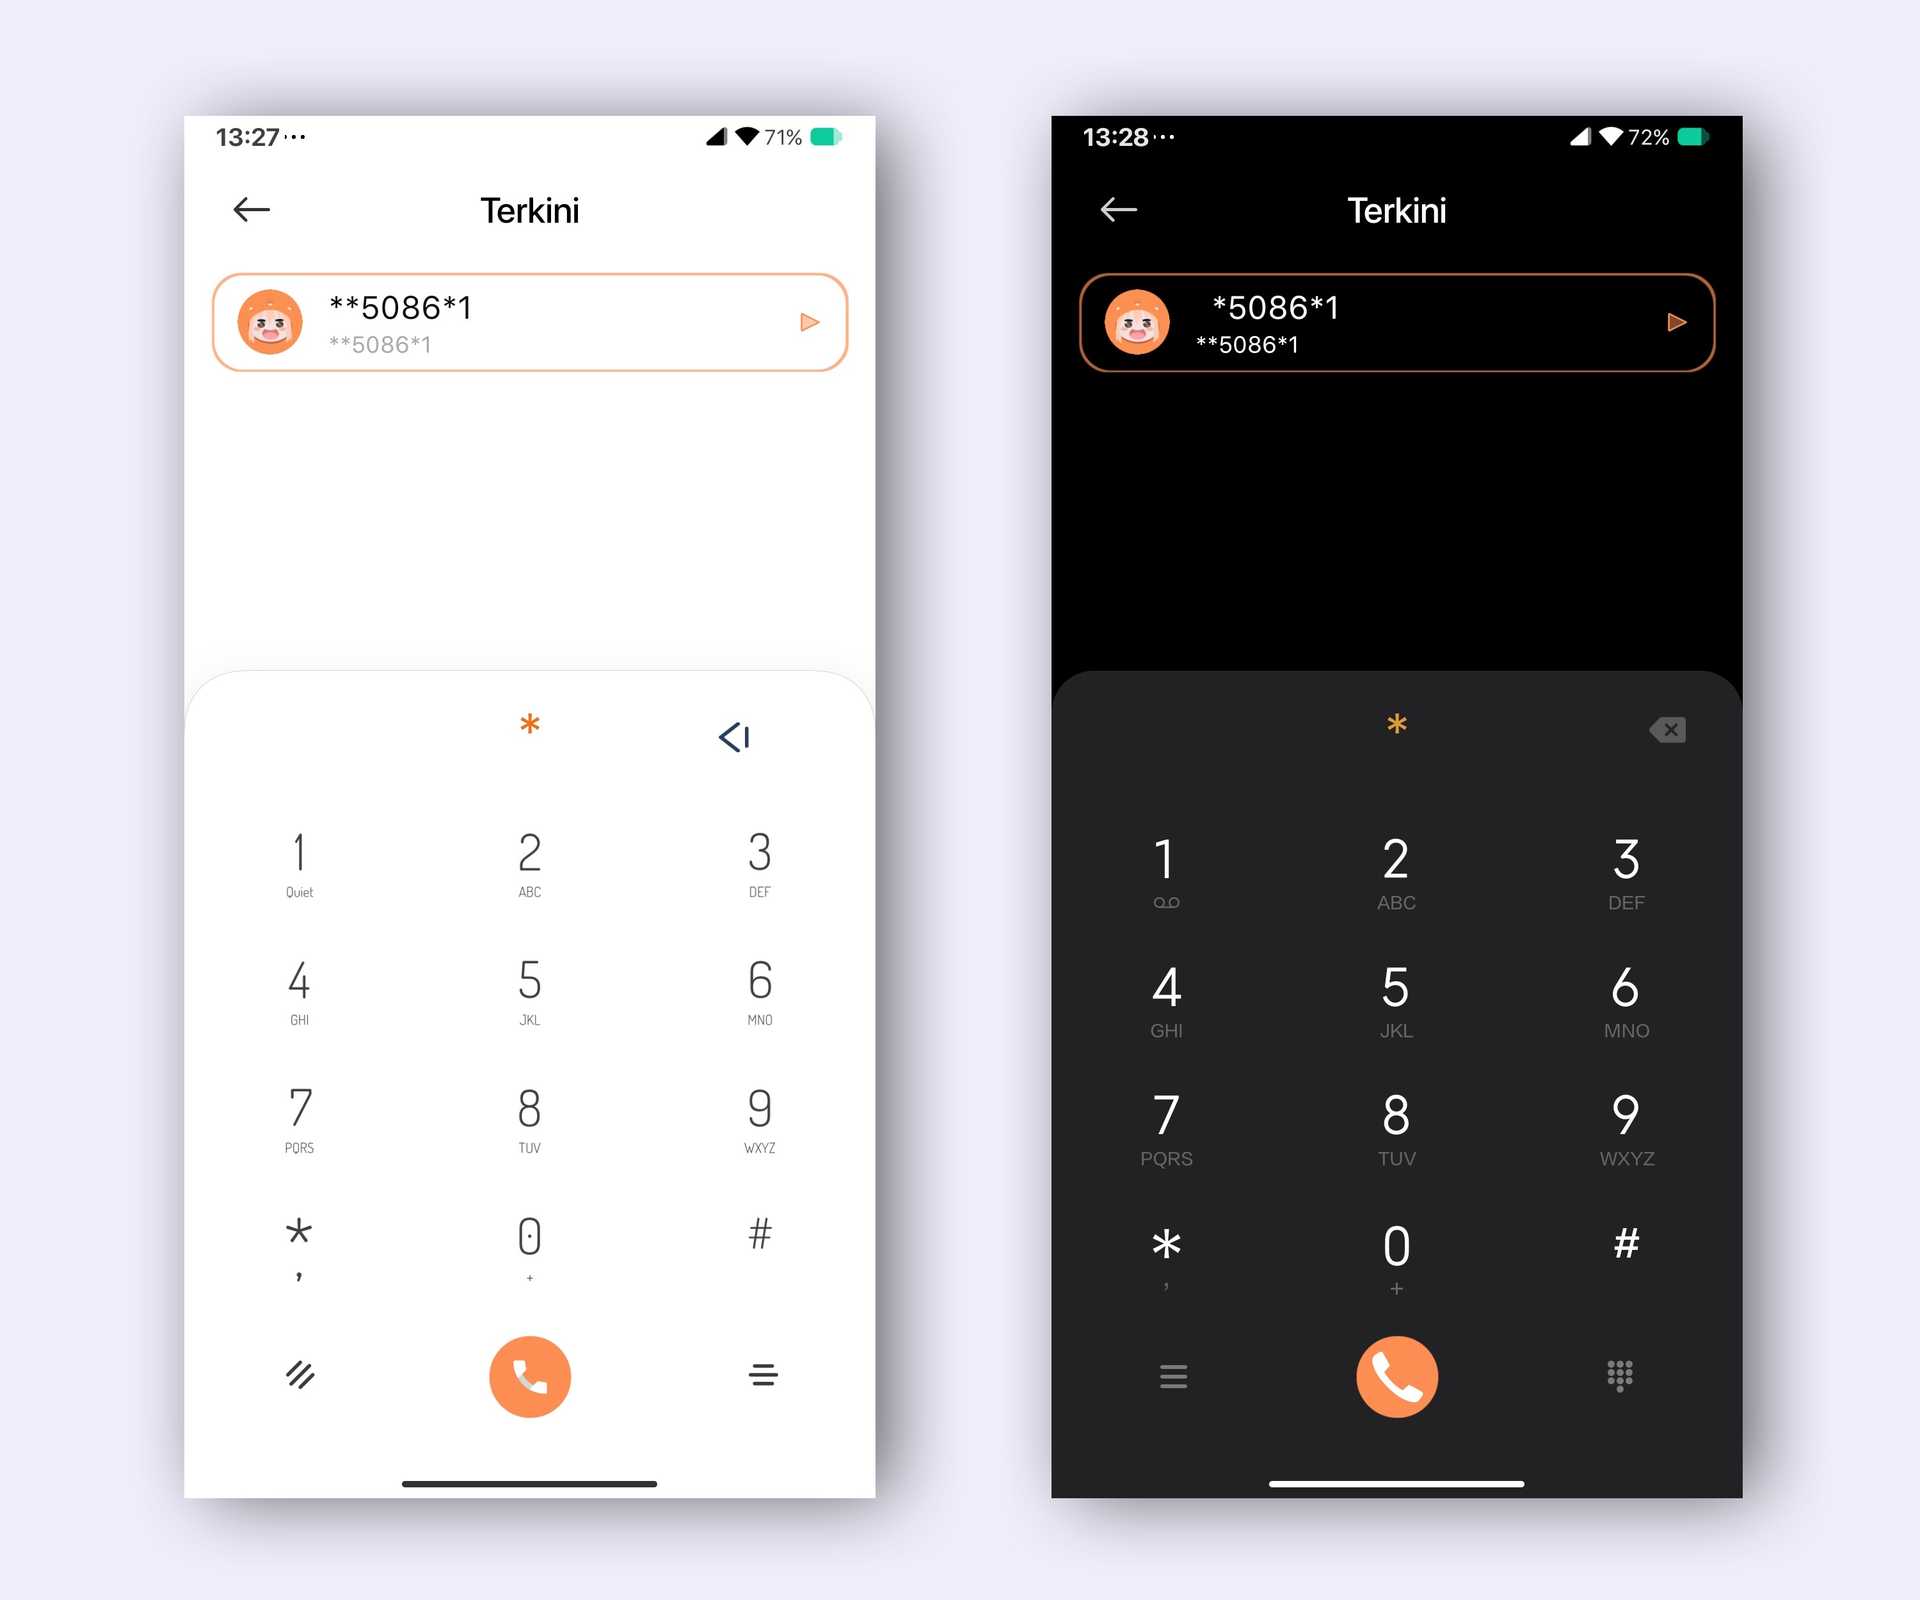 13:27 ···
71%
Terkini
**5086*1
**5086*1
*
1
2
3
Quiet
ABC
DEF
4
5
6
GHI
JKL
MNO
7
8
9
PQRS
TUV
WXYZ
*
0
#
,
+
13:28 ···
72%
Terkini
*5086*1
**5086*1
*
1
2
3
ABC
DEF
4
5
6
GHI
JKL
MNO
7
8
9
PQRS
TUV
WXYZ
*
0
#
,
+